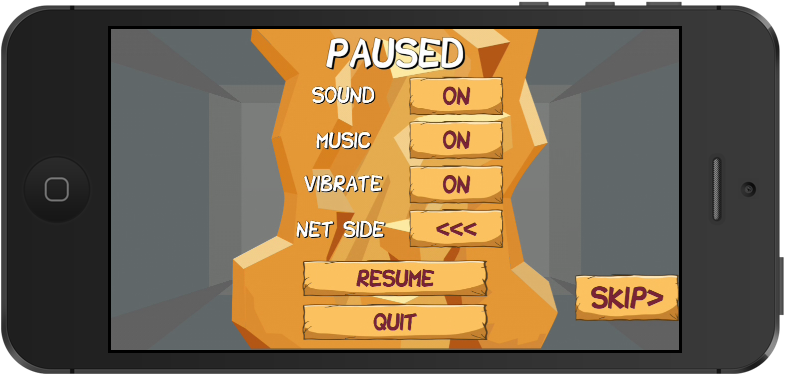 PAUSED
SOUND ON
MUSIC ON
VIBRATE ON
NET SIDE <<<
RESUME
SKIP>
QUIT